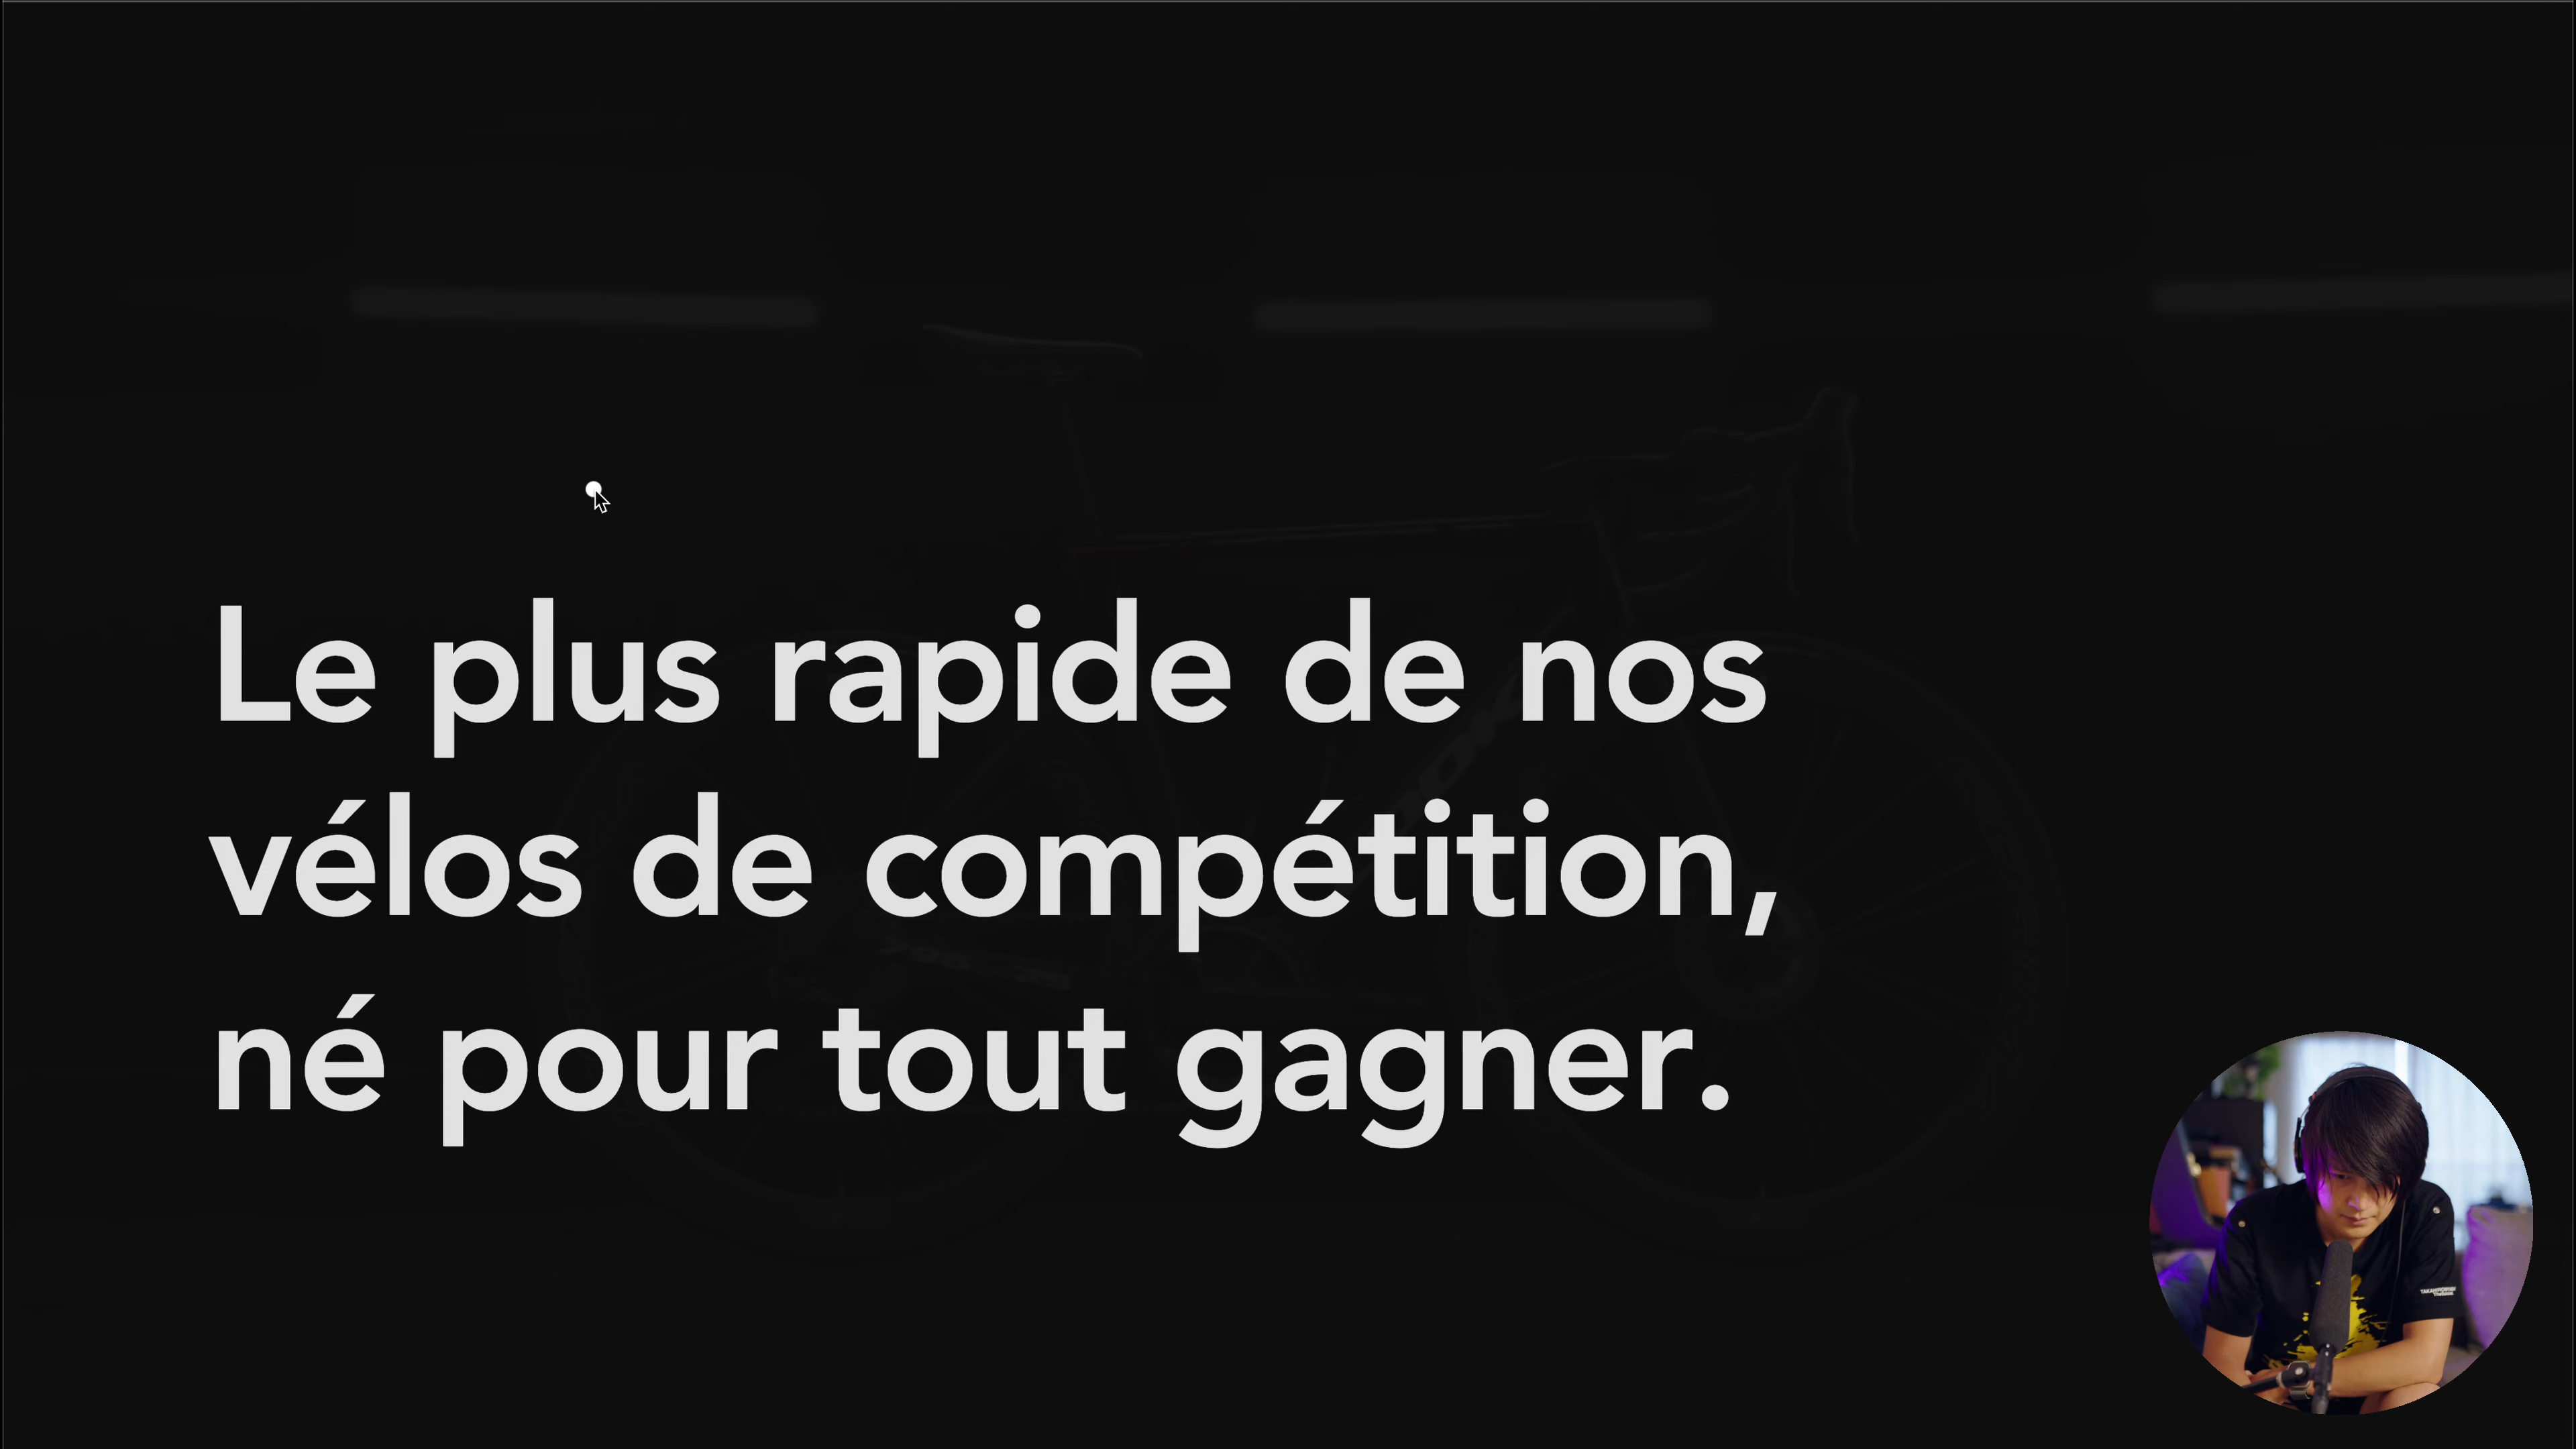 Le plus rapide de nos
vélos de compétition,
né pour tout gagner.